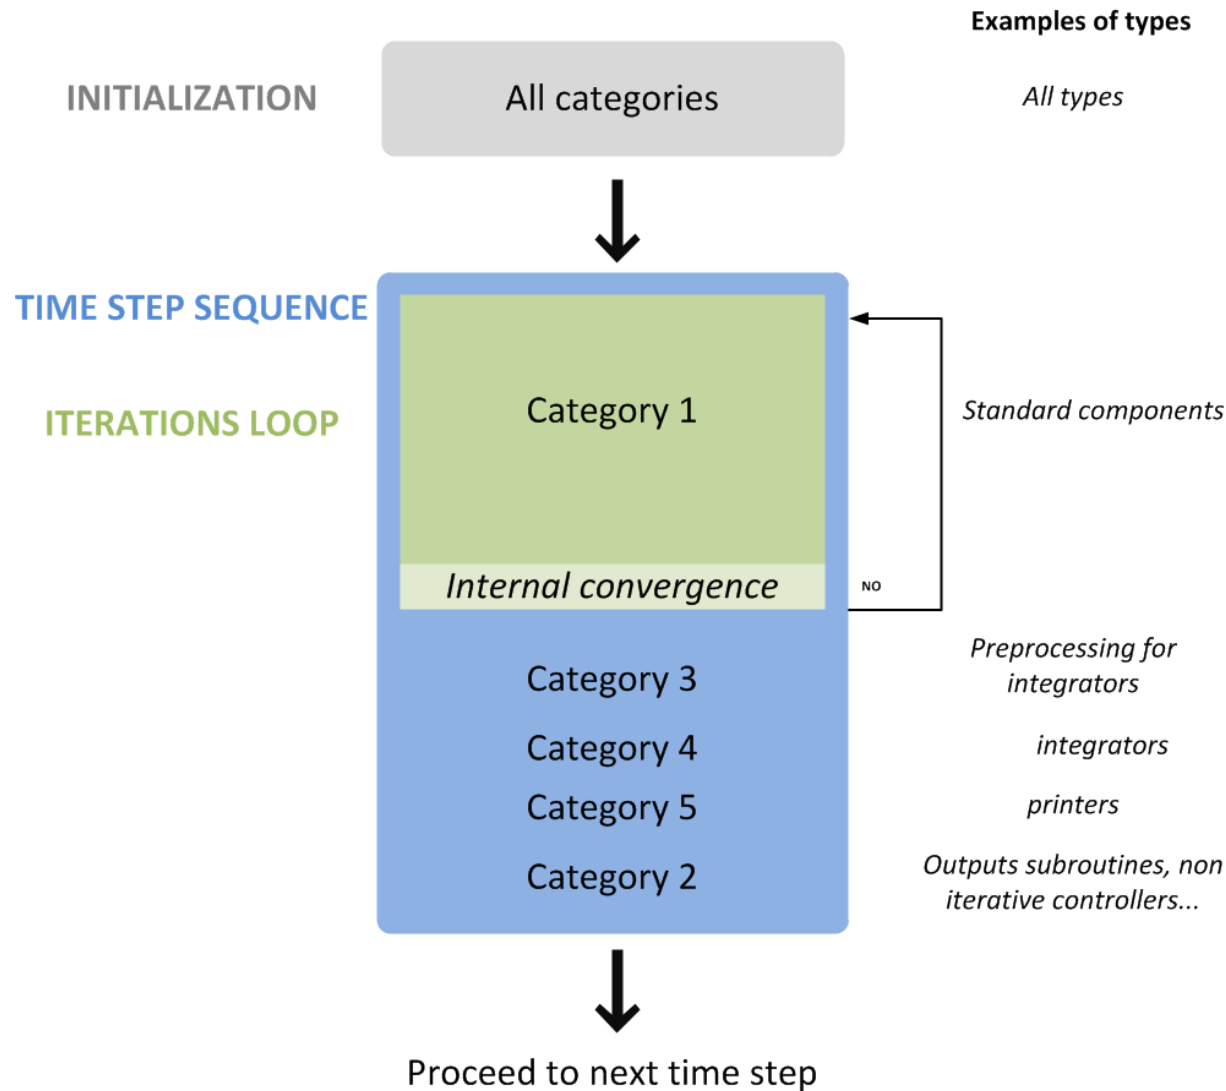 Examples of types
INITIALIZATION
All categories
All types
TIME STEP SEQUENCE
ITERATIONS LOOP
Category 1
Standard components
Internal convergence
NO
Category 3
Preprocessing for
integrators
Category 4
integrators
Category 5
printers
Category 2
Outputs subroutines, non
iterative controllers...
Proceed to next time step